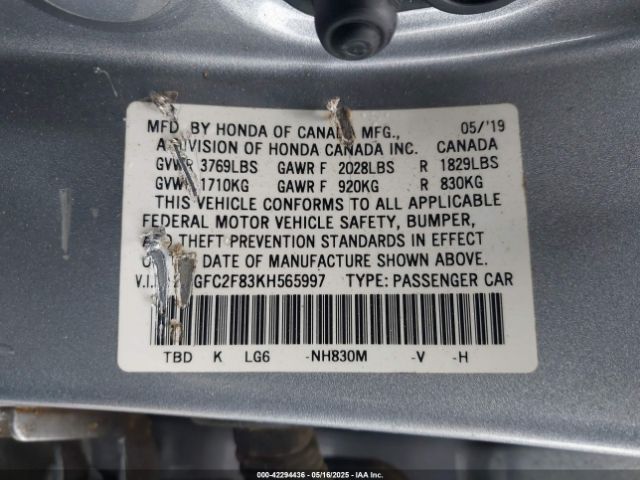 MFD. BY HONDA OF CANADA MFG., 05/'19
A DIVISION OF HONDA CANADA INC. CANADA
GVWR 3769LBS GAWR F 2028LBS R 1829LBS
GVWR 1710KG GAWR F 920KG R 830KG
THIS VEHICLE CONFORMS TO ALL APPLICABLE
FEDERAL MOTOR VEHICLE SAFETY, BUMPER,
AND THEFT PREVENTION STANDARDS IN EFFECT
DATE OF MANUFACTURE SHOWN ABOVE.
GFC2F83KH565997 TYPE: PASSENGER CAR
TBD K LG6 -NH830M -V -H
000-42294436 - 05/16/2025 - IAA Inc.